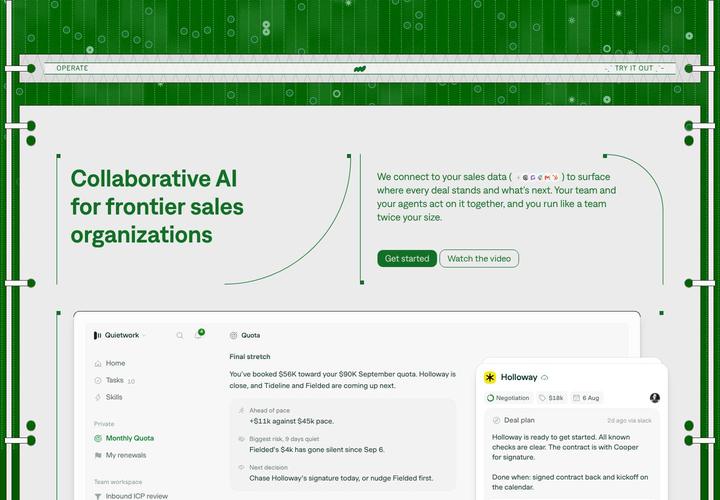 OPERATE
TRY IT OUT
Collaborative AI
for frontier sales
organizations
We connect to your sales data ( ) to surface
where every deal stands and what's next. Your team and
your agents act on it together, and you run like a team
twice your size.
Get started
Watch the video
Quietwork
4
Quota
Home
Tasks 10
Skills
Private
Monthly Quota
My renewals
Team workspace
Inbound ICP review
Final stretch
You've booked $56K toward your $90K September quota. Holloway is
close, and Tideline and Fielded are coming up next.
Ahead of pace
+$11k against $45k pace.
Biggest risk, 9 days quiet
Fielded's $4k has gone silent since Sep 6.
Next decision
Chase Holloway's signature today, or nudge Fielded first.
Holloway
Negotiation
$18k
6 Aug
Deal plan
2d ago via slack
Holloway is ready to get started. All known
checks are clear. The contract is with Cooper
for signature.
Done when: signed contract back and kickoff on
the calendar.